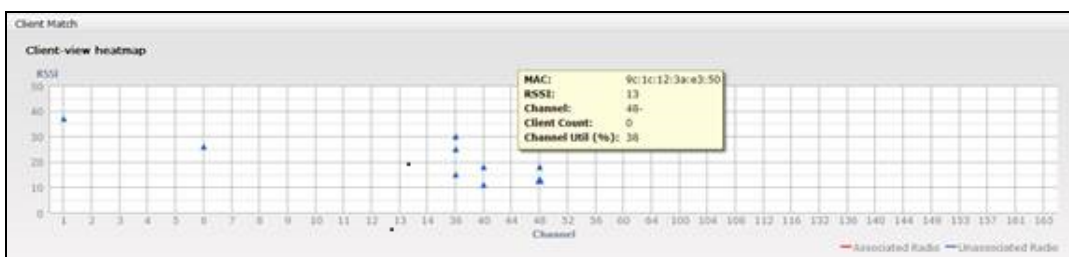 Client Match
Client-view heatmap
RSSI
MAC: 9c:1c:12:3a:e3:50
RSSI: 13
Channel: 48-
Client Count: 0
Channel Util (%): 38
50
40
30
20
10
0
1 2 3 4 5 6 7 8 9 10 11 12 13 14 36 40 44 48 52 56 60 64 100 104 108 112 116 132 136 140 144 149 153 157 161 165
Channel
Associated Radio Unassociated Radio